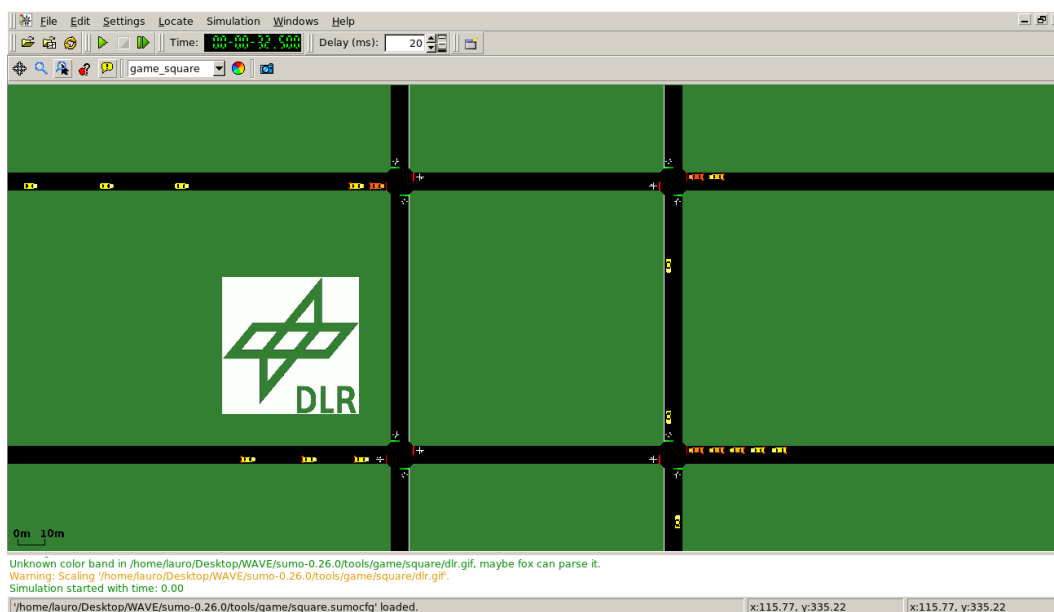 File Edit Settings Locate Simulation Windows Help
Time: 00-00-32.500 Delay (ms): 20
game_square
DLR
0m 10m
Unknown color band in /home/lauro/Desktop/WAVE/sumo-0.26.0/tools/game/square/dlr.gif, maybe fox can parse it.
Warning: Scaling '/home/lauro/Desktop/WAVE/sumo-0.26.0/tools/game/square/dlr.gif'.
Simulation started with time: 0.00
'/home/lauro/Desktop/WAVE/sumo-0.26.0/tools/game/square.sumocfg' loaded. x:115.77, y:335.22 x:115.77, y:335.22